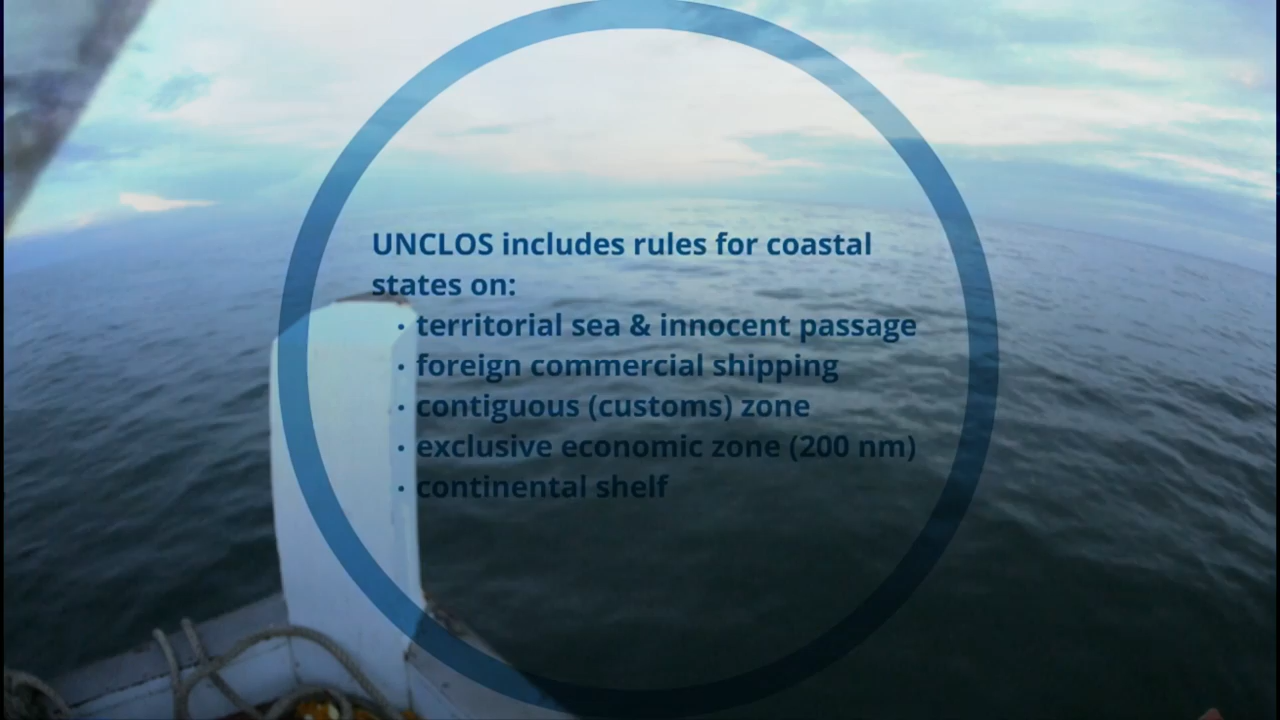 UNCLOS includes rules for coastal
states on:
• territorial sea & innocent passage
• foreign commercial shipping
• contiguous (customs) zone
• exclusive economic zone (200 nm)
• continental shelf